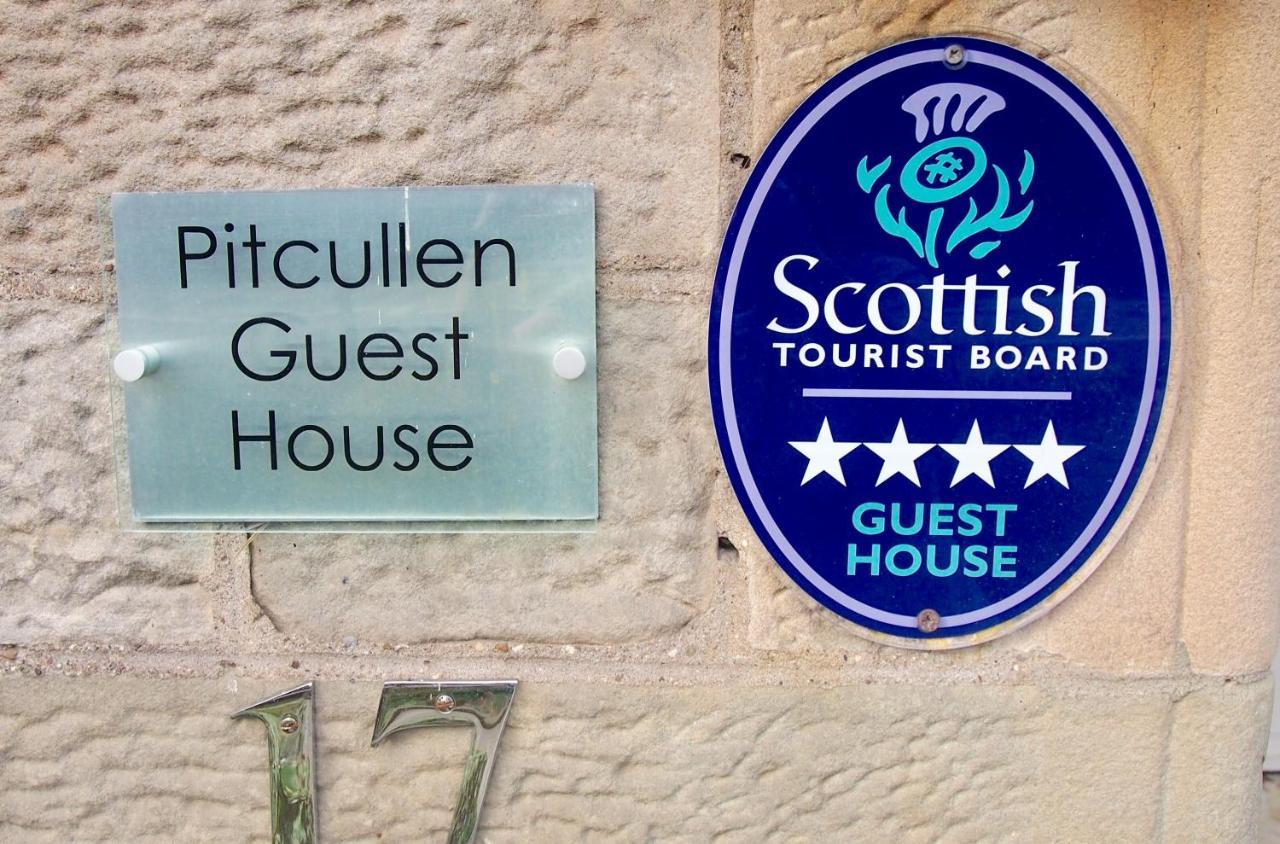 Pitcullen
Guest
House
Scottish
TOURIST BOARD
GUEST
HOUSE
17